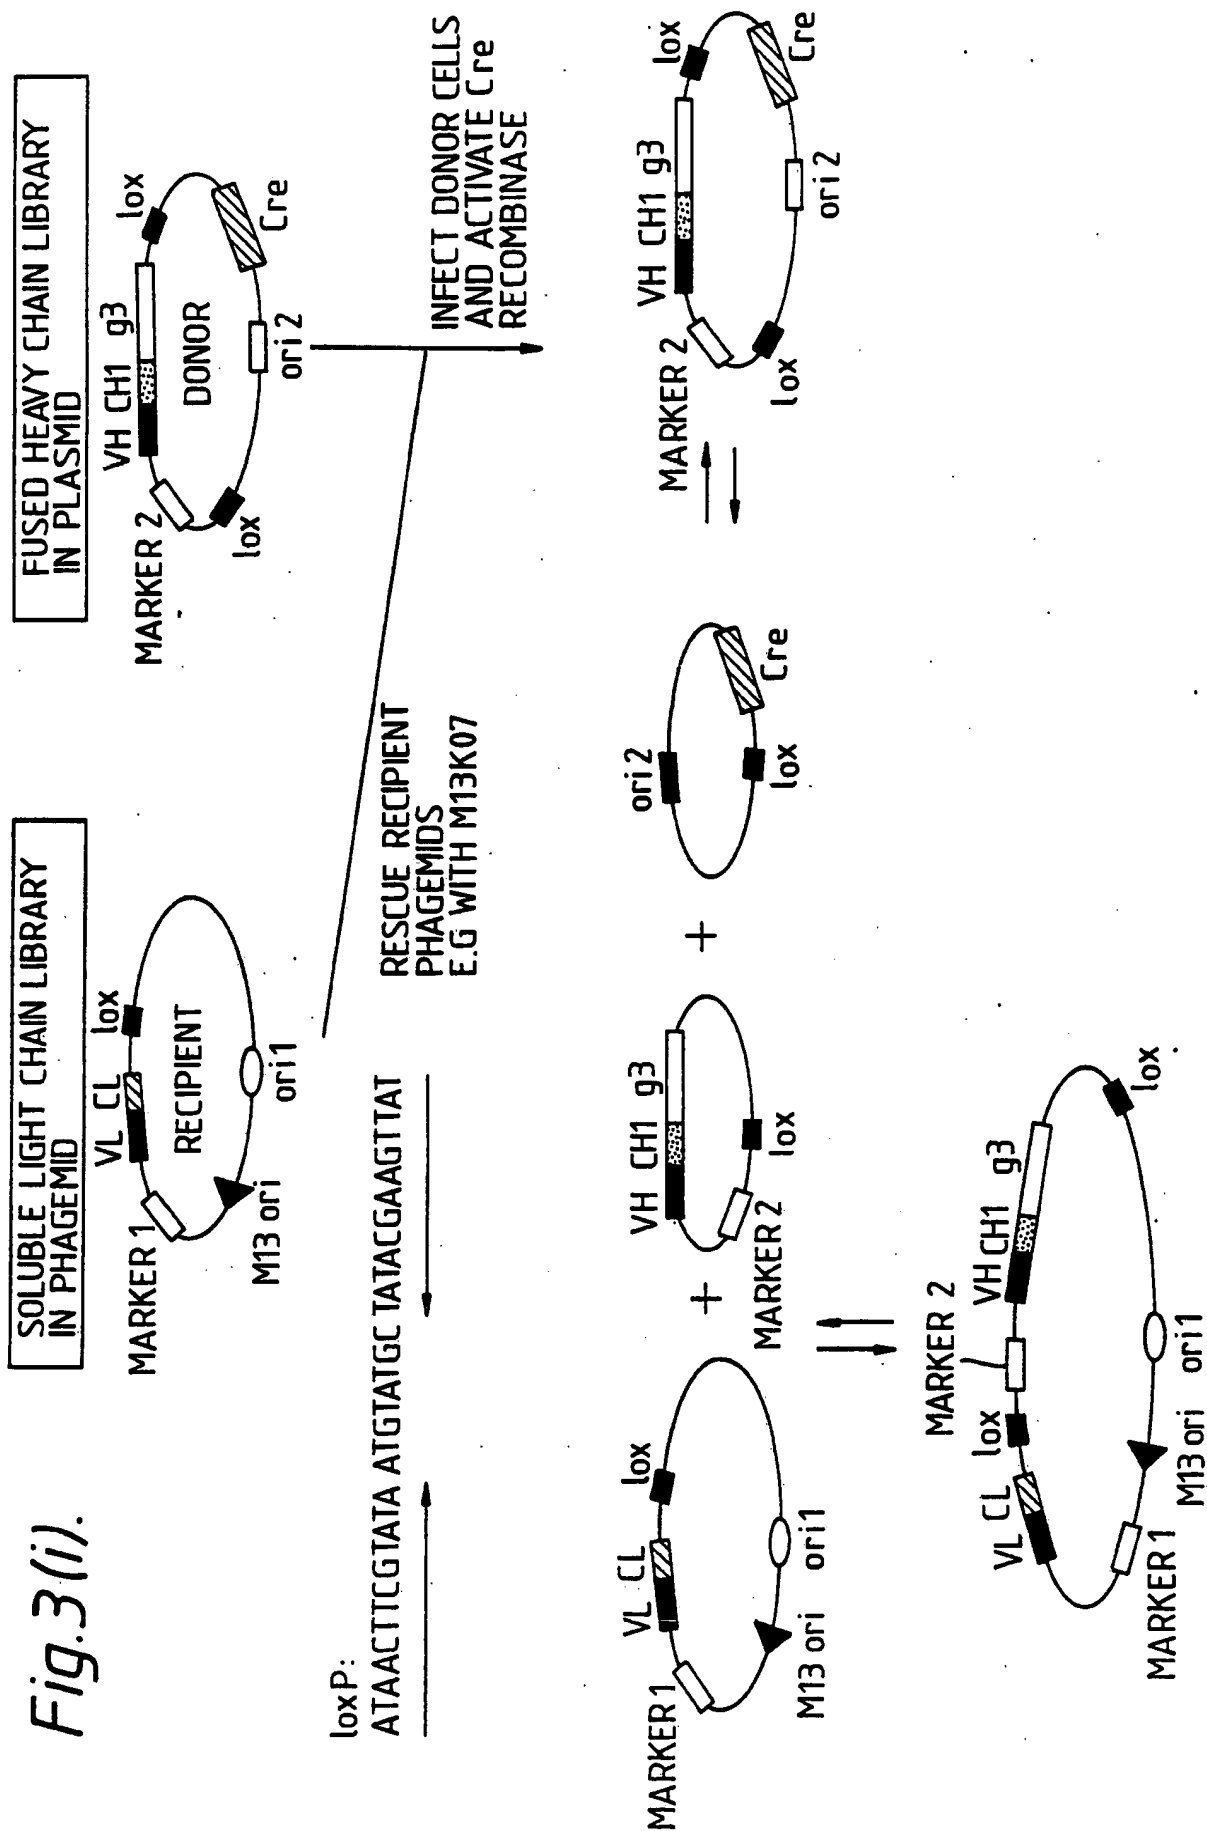 Fig.3(i).
SOLUBLE LIGHT CHAIN LIBRARY
IN PHAGEMID
VL CL lox
MARKER 1
RECIPIENT
M13 ori
ori1
FUSED HEAVY CHAIN LIBRARY
IN PLASMID
VH CH1 g3
lox
MARKER 2
DONOR
Cre
lox
ori 2
loxP:
ATAACTTCGTATA ATGTATGC TATACGAAGTTAT
RESCUE RECIPIENT
PHAGEMIDS
E.G WITH M13K07
INFECT DONOR CELLS
AND ACTIVATE Cre
RECOMBINASE
VL CL
lox
MARKER 1
M13 ori
ori1
+
VH CH1 g3
MARKER 2
lox
+
ori 2
lox
Cre
VH CH1 g3
lox
MARKER 2
lox
ori 2
Cre
MARKER 2
VL CL
lox
VH CH1
g3
MARKER 1
M13 ori
ori1
lox